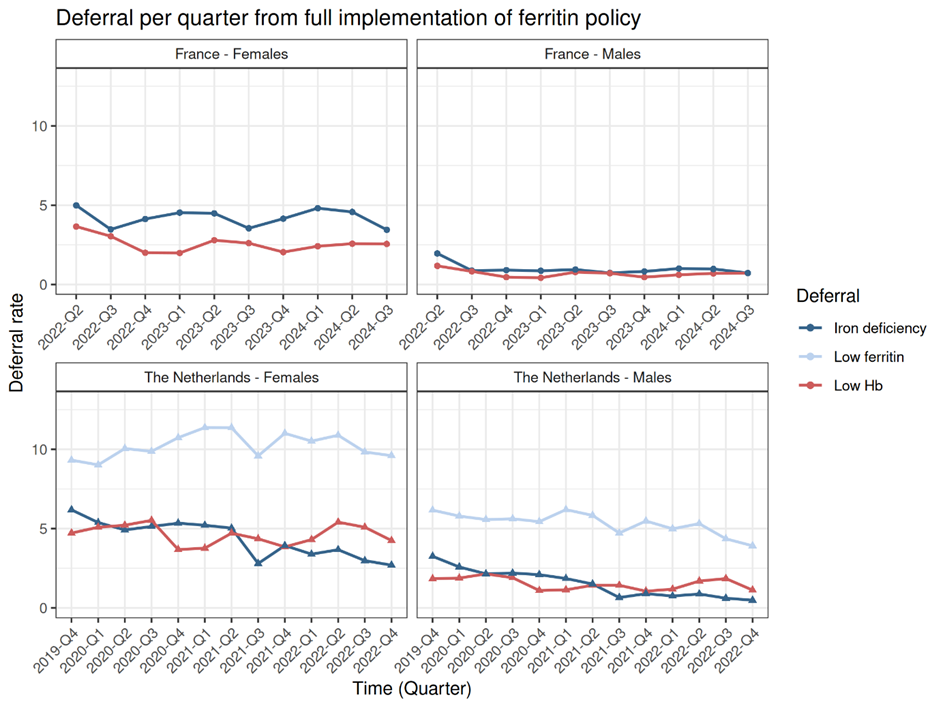 Deferral per quarter from full implementation of ferritin policy
France - Females
France - Males
10
5
0
2022-Q2
2022-Q3
2022-Q4
2023-Q1
2023-Q2
2023-Q3
2023-Q4
2024-Q1
2024-Q2
2024-Q3
2022-Q2
2022-Q3
2022-Q4
2023-Q1
2023-Q2
2023-Q3
2023-Q4
2024-Q1
2024-Q2
2024-Q3
Deferral rate
The Netherlands - Females
The Netherlands - Males
10
5
0
2019-Q4
2020-Q1
2020-Q2
2020-Q3
2020-Q4
2021-Q1
2021-Q2
2021-Q3
2021-Q4
2022-Q1
2022-Q2
2022-Q3
2022-Q4
2019-Q4
2020-Q1
2020-Q2
2020-Q3
2020-Q4
2021-Q1
2021-Q2
2021-Q3
2021-Q4
2022-Q1
2022-Q2
2022-Q3
2022-Q4
Time (Quarter)
Deferral
Iron deficiency
Low ferritin
Low Hb